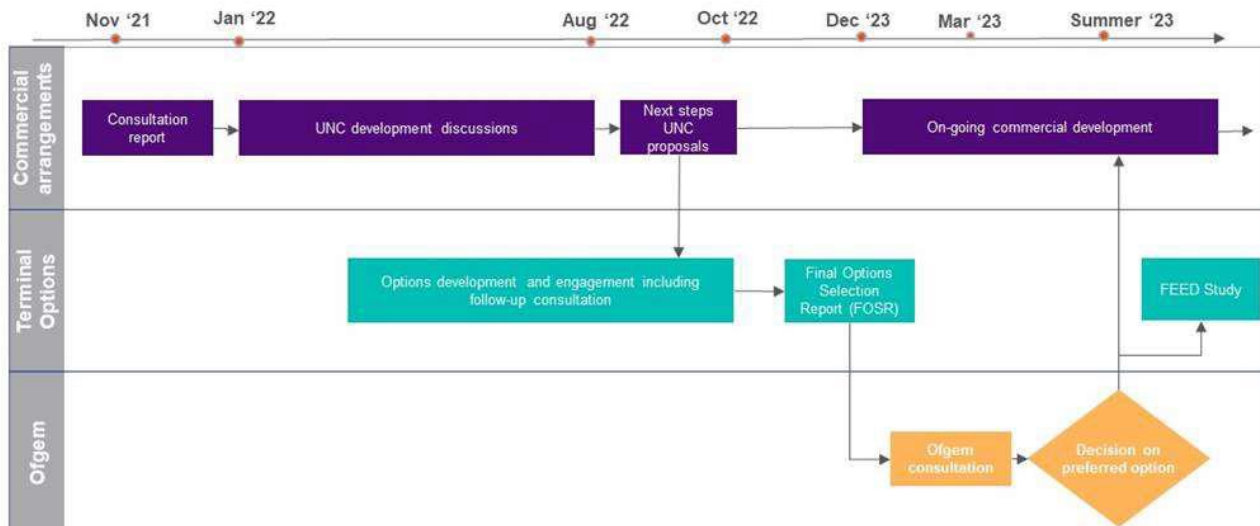 Nov ‘21
Jan ‘22
Aug ‘22
Oct ‘22
Dec ‘23
Mar ‘23
Summer ‘23
Commercial
arrangements
Consultation
report
UNC development discussions
Next steps
UNC
proposals
On-going commercial development
Terminal
Options
Options development and engagement including
follow-up consultation
Final Options
Selection
Report (FOSR)
FEED Study
Ofgem
Ofgem
consultation
Decision on
preferred option